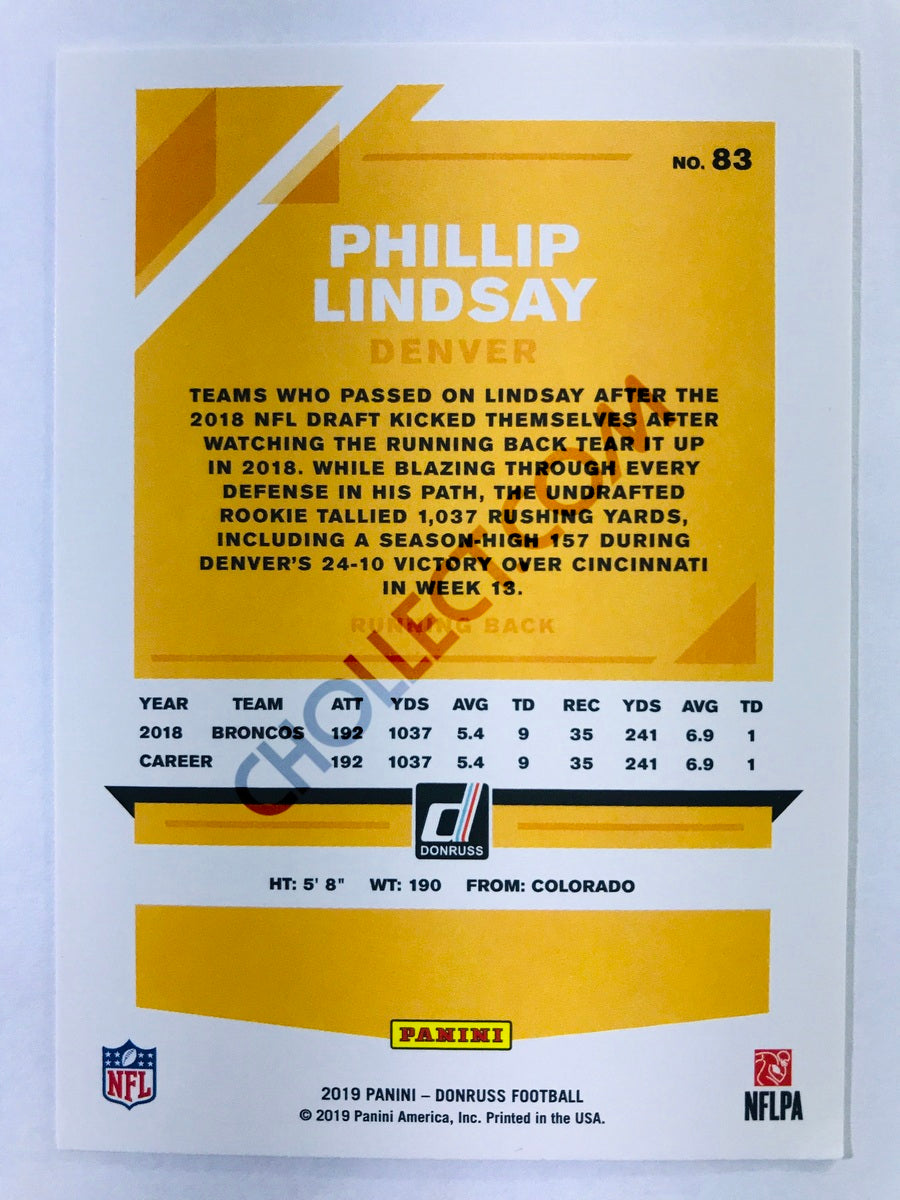 NO. 83
PHILLIP
LINDSAY
DENVER
TEAMS WHO PASSED ON LINDSAY AFTER THE
2018 NFL DRAFT KICKED THEMSELVES AFTER
WATCHING THE RUNNING BACK TEAR IT UP
IN 2018. WHILE BLAZING THROUGH EVERY
DEFENSE IN HIS PATH, THE UNDRAFTED
ROOKIE TALLIED 1,037 RUSHING YARDS,
INCLUDING A SEASON-HIGH 157 DURING
DENVER'S 24-10 VICTORY OVER CINCINNATI
IN WEEK 13.
RUNNING BACK
CHOLLECT.COM
YEAR TEAM ATT YDS AVG TD REC YDS AVG TD
2018 BRONCOS 192 1037 5.4 9 35 241 6.9 1
CAREER 192 1037 5.4 9 35 241 6.9 1
d
DONRUSS
HT: 5' 8" WT: 190 FROM: COLORADO
PANINI
NFL
2019 PANINI – DONRUSS FOOTBALL
© 2019 Panini America, Inc. Printed in the USA.
NFLPA